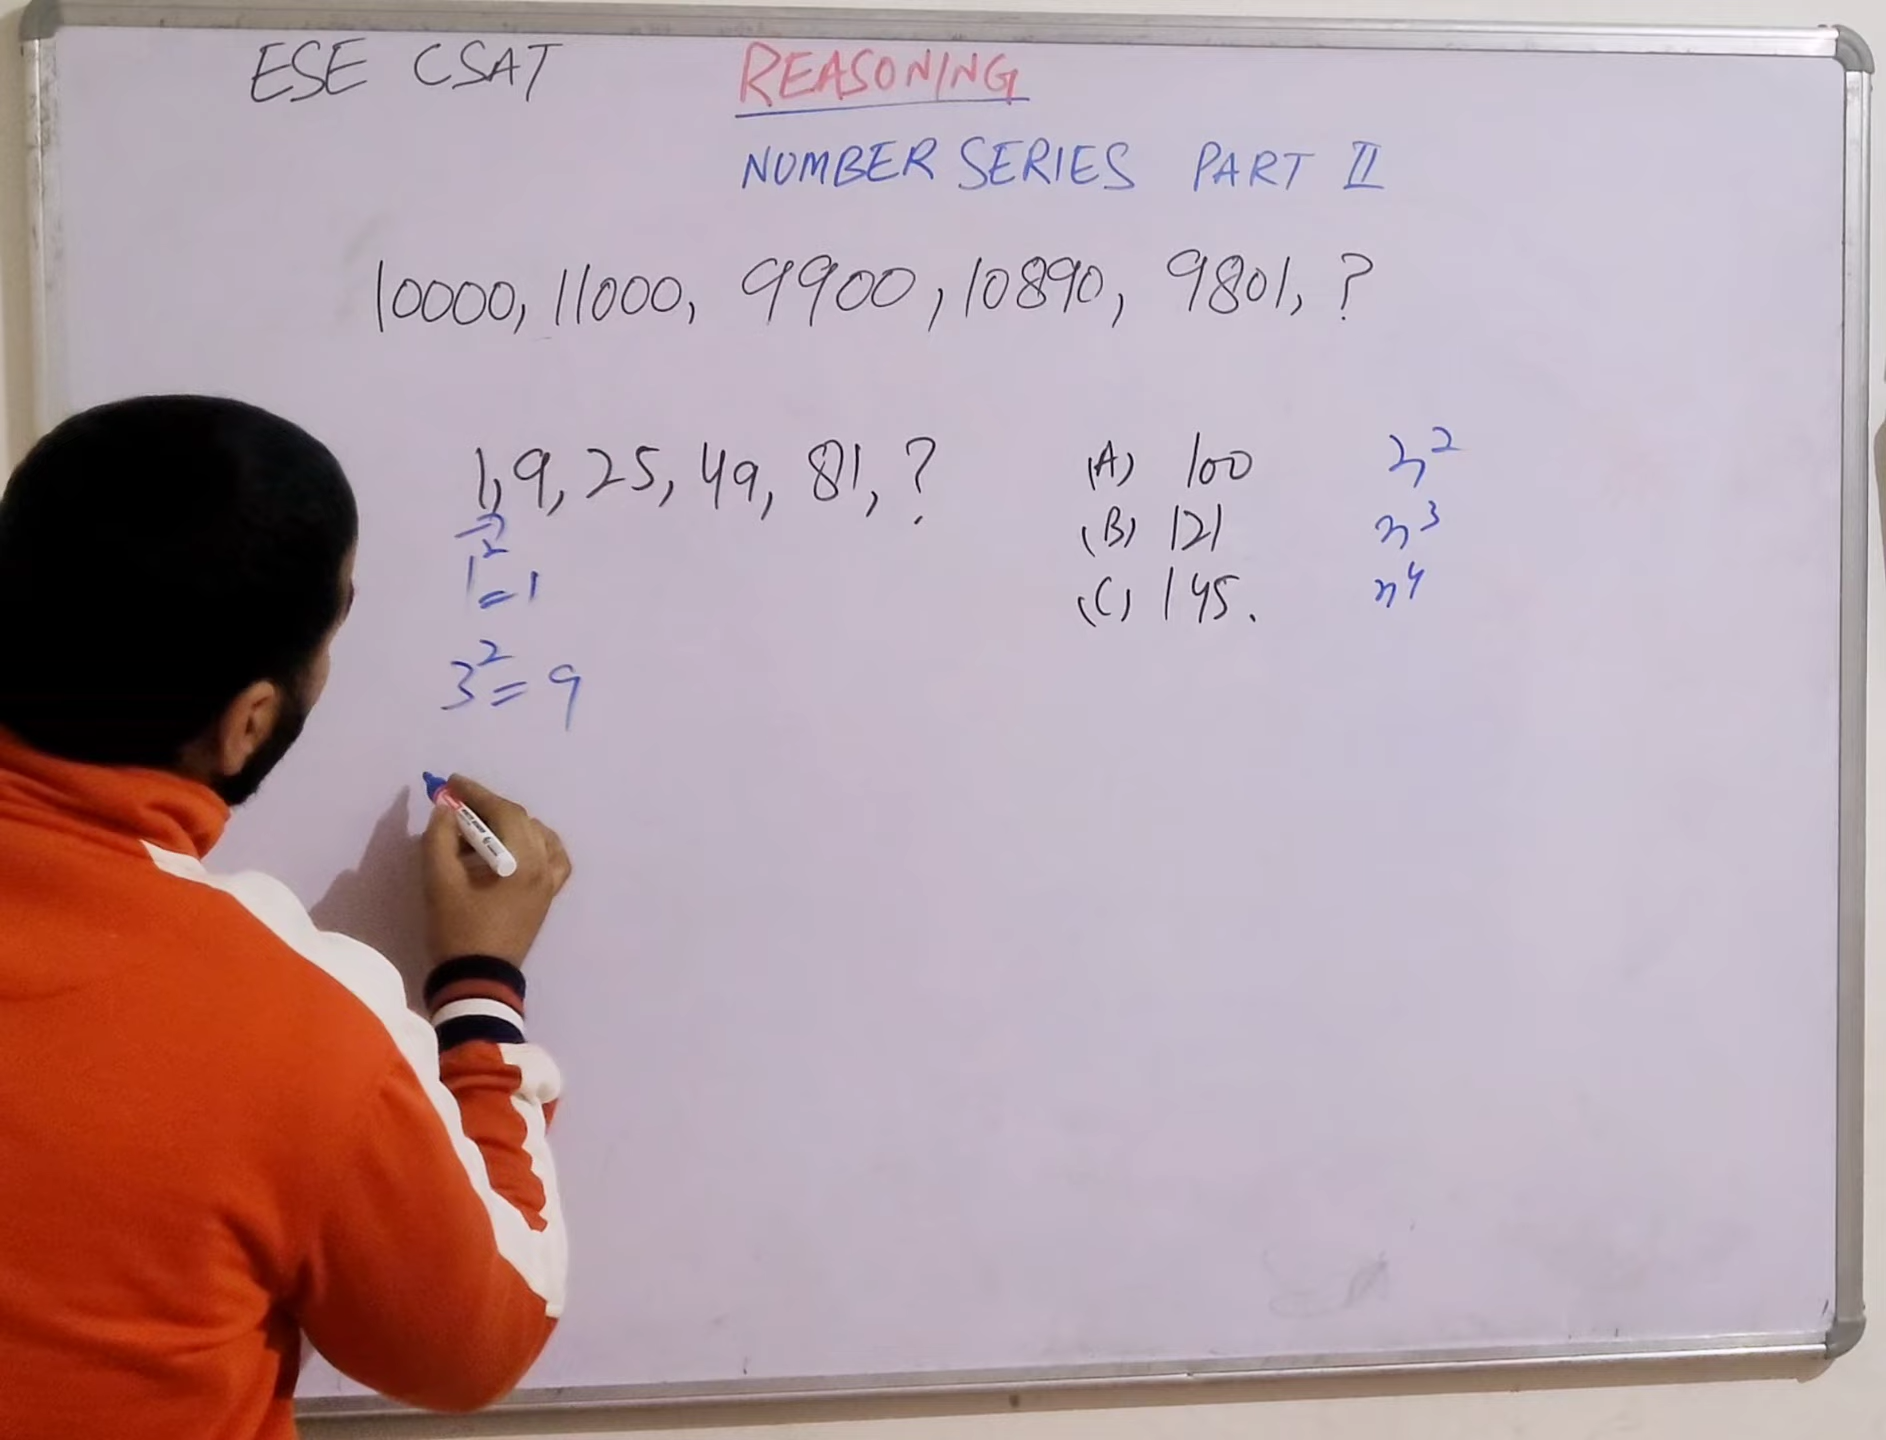 ESE CSAT REASONING
NUMBER SERIES PART II
10000, 11000, 9900, 10890, 9801, ?
1, 9, 25, 49, 81, ? (A) 100 n²
(B) 121 n³
1² = 1 (C) 145. n⁴
3² = 9